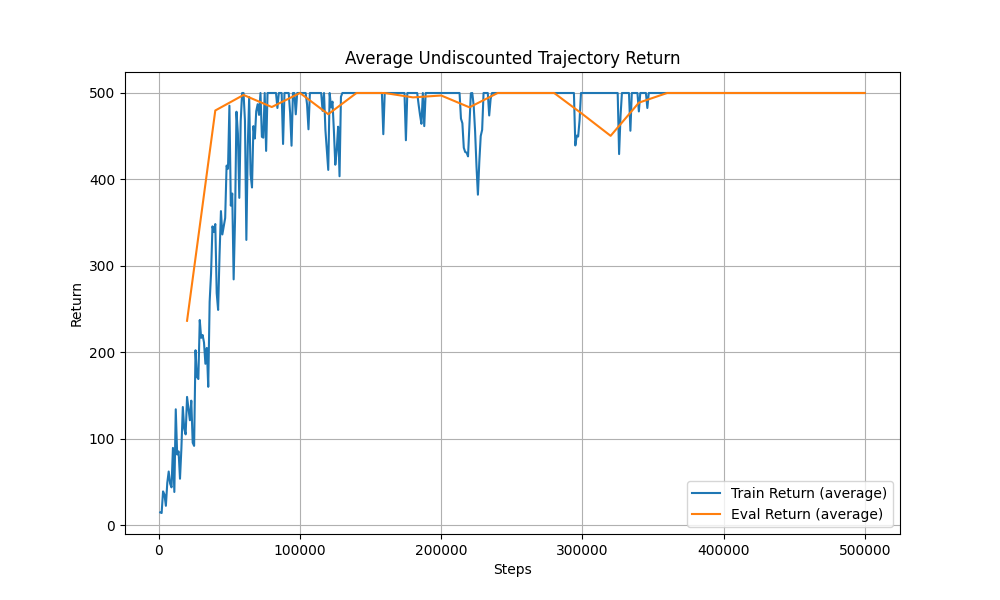 Average Undiscounted Trajectory Return
500
400
300
200
100
0
Return
Train Return (average)
Eval Return (average)
0 100000 200000 300000 400000 500000
Steps